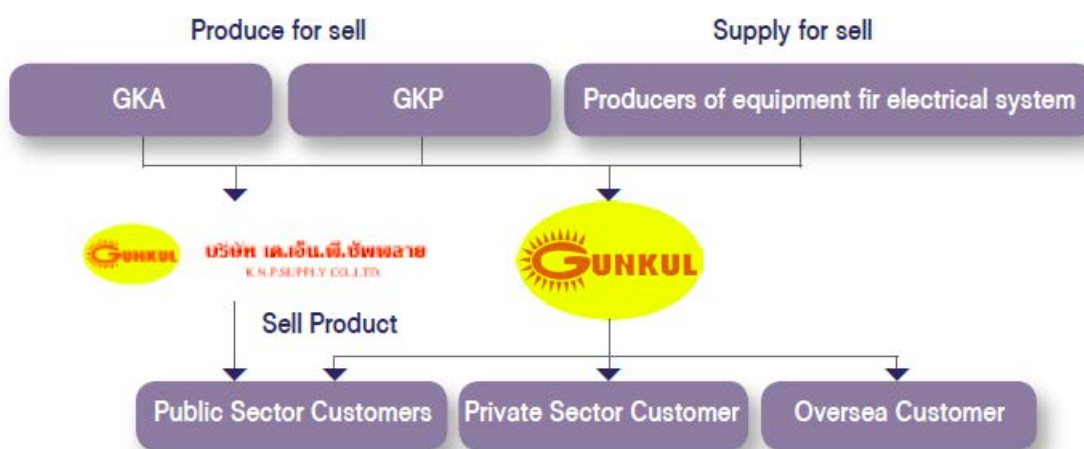 Produce for sell
Supply for sell
GKA
GKP
Producers of equipment fir electrical system
GUNKUL
บริษัท เค.เอ็น.พี.ซัพพลาย
K.N.P.SUPPLY CO.,LTD.
GUNKUL
Sell Product
Public Sector Customers
Private Sector Customer
Oversea Customer